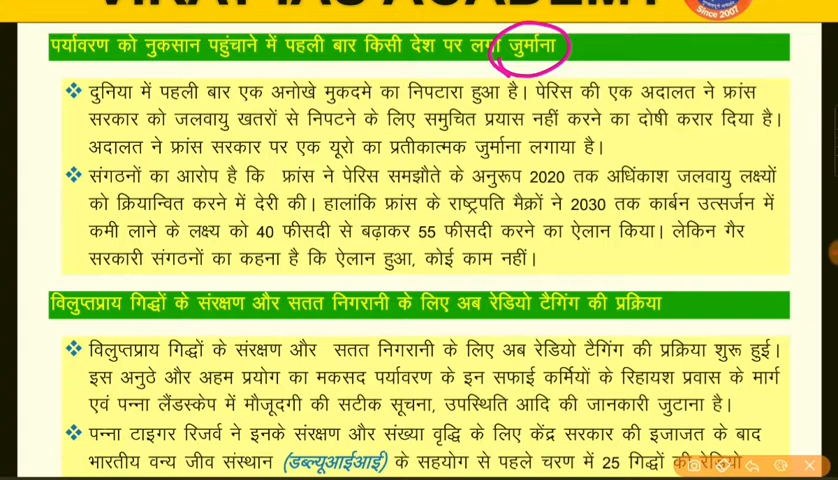 VIRAT IAS ACADEMY
Since 2007
पर्यावरण को नुकसान पहुंचाने में पहली बार किसी देश पर लगा जुर्माना
दुनिया में पहली बार एक अनोखे मुकदमे का निपटारा हुआ है। पेरिस की एक अदालत ने फ्रांस
सरकार को जलवायु खतरों से निपटने के लिए समुचित प्रयास नहीं करने का दोषी करार दिया है।
अदालत ने फ्रांस सरकार पर एक यूरो का प्रतीकात्मक जुर्माना लगाया है।
संगठनों का आरोप है कि फ्रांस ने पेरिस समझौते के अनुरूप 2020 तक अधिंकाश जलवायु लक्ष्यों
को क्रियान्वित करने में देरी की। हालांकि फ्रांस के राष्ट्रपति मैक्रों ने 2030 तक कार्बन उत्सर्जन में
कमी लाने के लक्ष्य को 40 फीसदी से बढ़ाकर 55 फीसदी करने का ऐलान किया। लेकिन गैर
सरकारी संगठनों का कहना है कि ऐलान हुआ, कोई काम नहीं।
विलुप्तप्राय गिद्धों के संरक्षण और सतत निगरानी के लिए अब रेडियो टैगिंग की प्रक्रिया
विलुप्तप्राय गिद्धों के संरक्षण और सतत निगरानी के लिए अब रेडियो टैगिंग की प्रक्रिया शुरू हुई।
इस अनुठे और अहम प्रयोग का मकसद पर्यावरण के इन सफाई कर्मियों के रिहायश प्रवास के मार्ग
एवं पन्ना लैंडस्केप में मौजूदगी की सटीक सूचना, उपस्थिति आदि की जानकारी जुटाना है।
पन्ना टाइगर रिजर्व ने इनके संरक्षण और संख्या वृद्धि के लिए केंद्र सरकार की इजाजत के बाद
भारतीय वन्य जीव संस्थान (डब्ल्यूआईआई) के सहयोग से पहले चरण में 25 गिद्धों की रेडियो